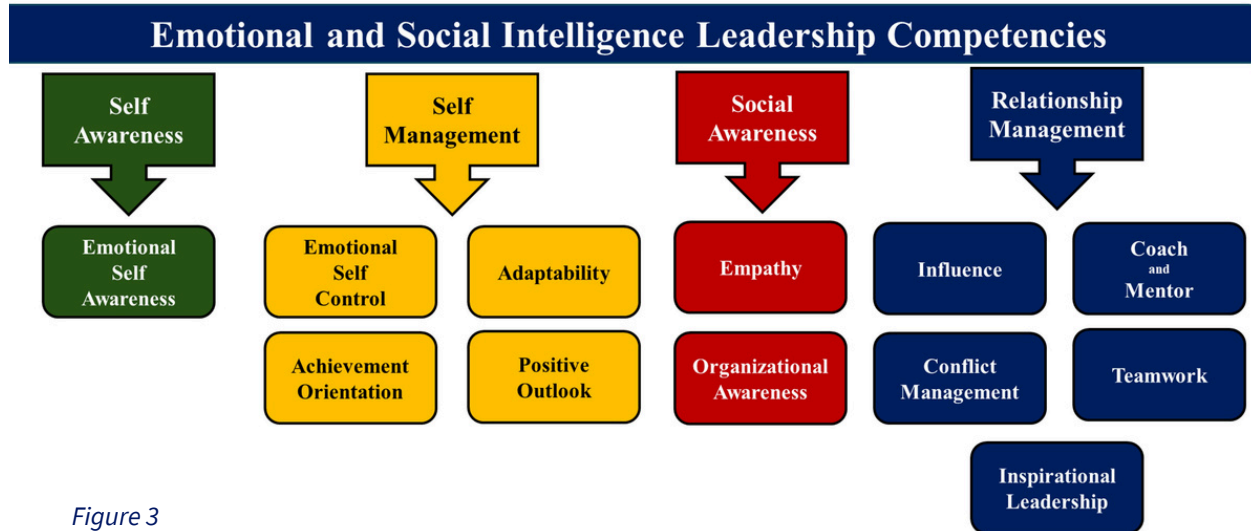 Emotional and Social Intelligence Leadership Competencies
Self
Awareness
Self
Management
Social
Awareness
Relationship
Management
Emotional
Self
Awareness
Emotional
Self
Control
Adaptability
Empathy
Influence
Coach
and
Mentor
Achievement
Orientation
Positive
Outlook
Organizational
Awareness
Conflict
Management
Teamwork
Inspirational
Leadership
Figure 3